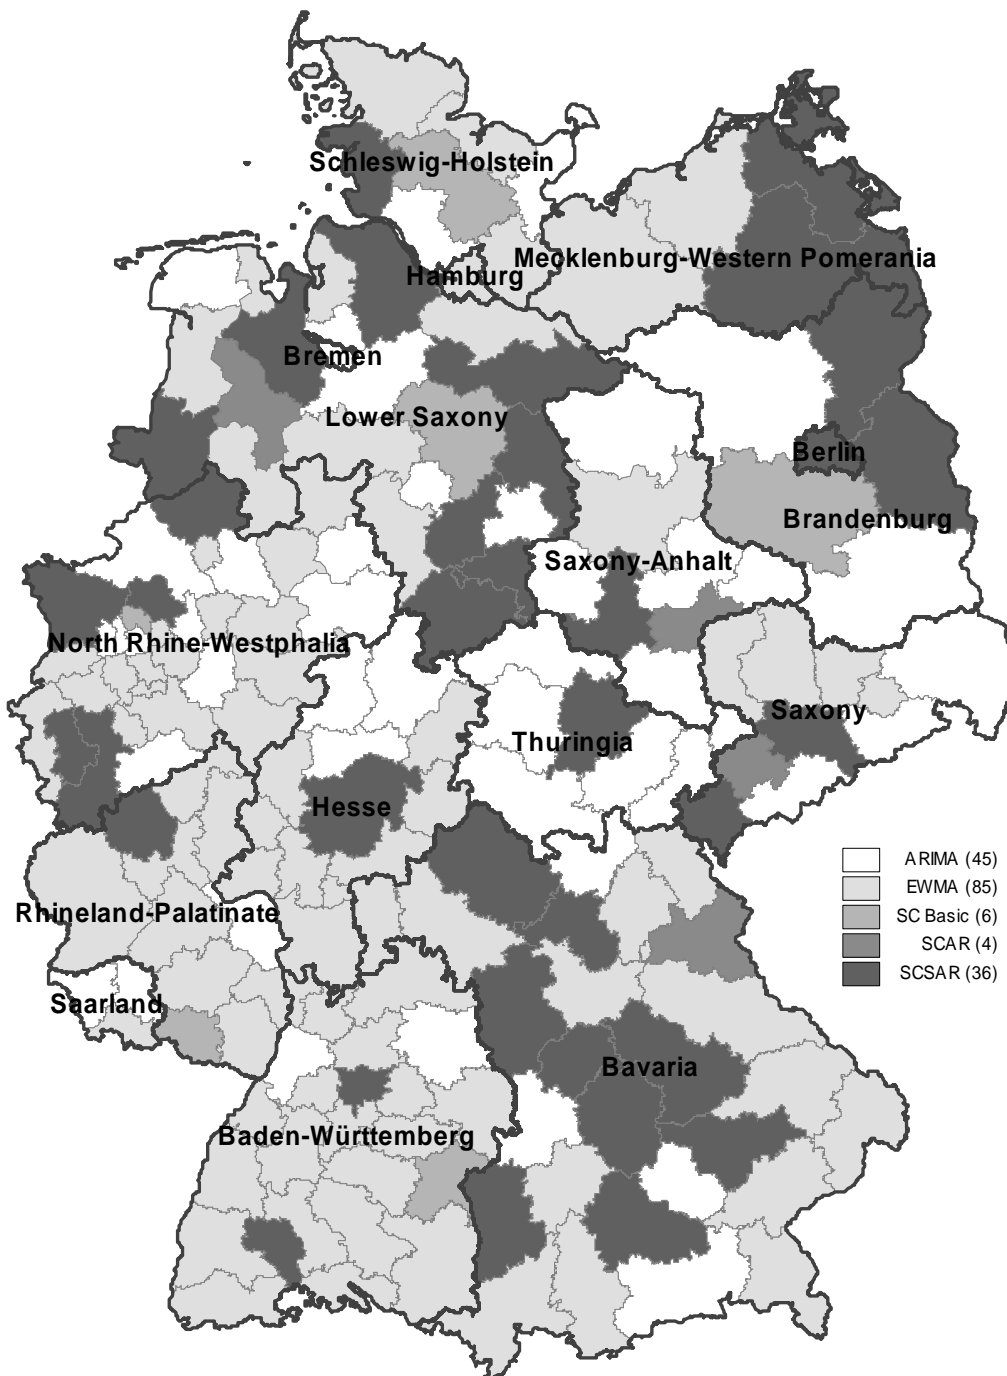 Schleswig-Holstein
Mecklenburg-Western Pomerania
Hamburg
Bremen
Lower Saxony
Berlin
Brandenburg
Saxony-Anhalt
North Rhine-Westphalia
Saxony
Thuringia
Hesse
ARIMA (45)
EWMA (85)
SC Basic (6)
SCAR (4)
SCSAR (36)
Rhineland-Palatinate
Saarland
Bavaria
Baden-Württemberg